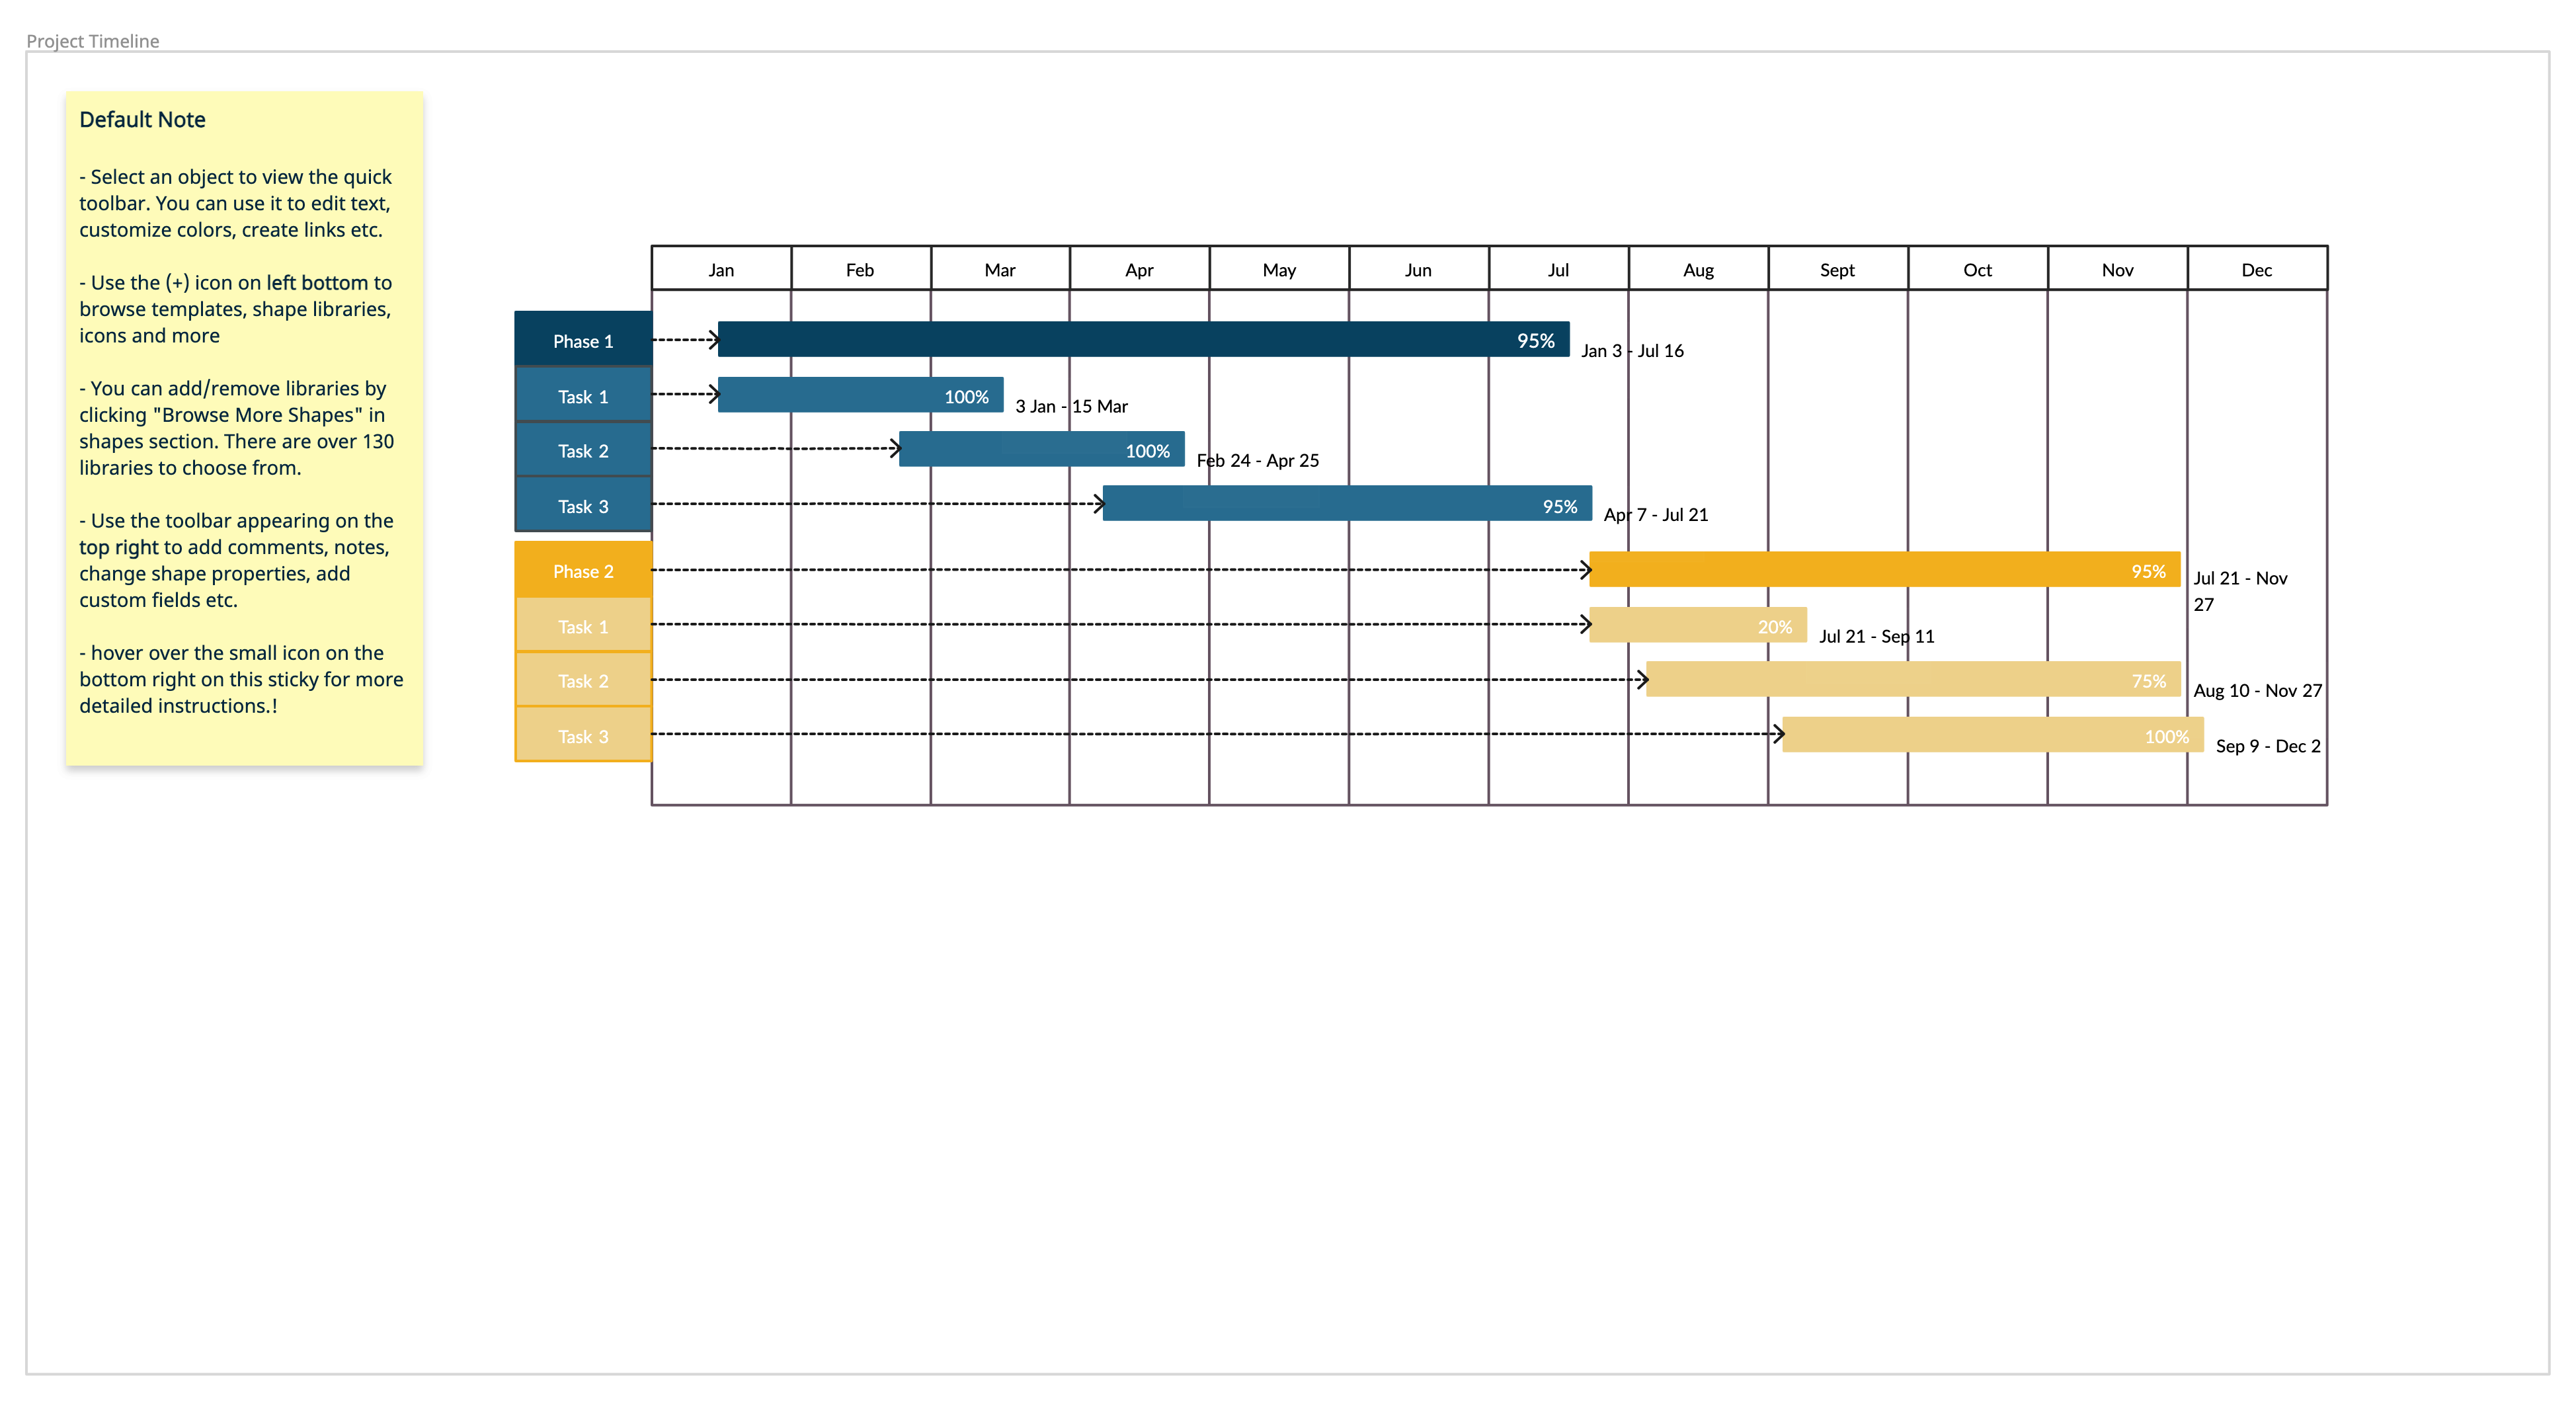 Project Timeline
Default Note
- Select an object to view the quick
toolbar. You can use it to edit text,
customize colors, create links etc.
- Use the (+) icon on left bottom to
browse templates, shape libraries,
icons and more
- You can add/remove libraries by
clicking "Browse More Shapes" in
shapes section. There are over 130
libraries to choose from.
- Use the toolbar appearing on the
top right to add comments, notes,
change shape properties, add
custom fields etc.
- hover over the small icon on the
bottom right on this sticky for more
detailed instructions.!
Jan Feb Mar Apr May Jun Jul Aug Sept Oct Nov Dec
Phase 1 95% Jan 3 - Jul 16
Task 1 100% 3 Jan - 15 Mar
Task 2 100% Feb 24 - Apr 25
Task 3 95% Apr 7 - Jul 21
Phase 2 95% Jul 21 - Nov
27
Task 1 20% Jul 21 - Sep 11
Task 2 75% Aug 10 - Nov 27
Task 3 100% Sep 9 - Dec 2